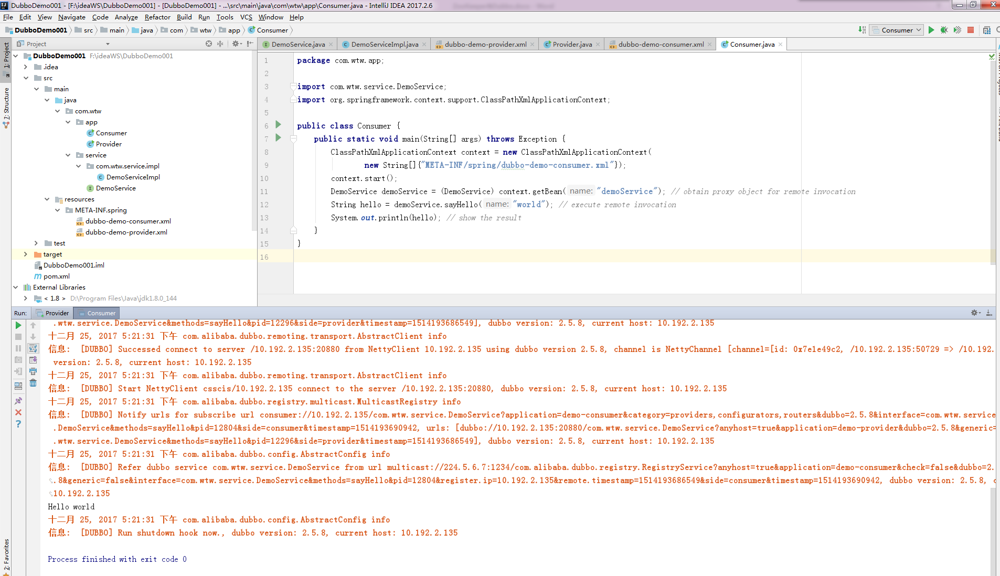 DubboDemo001 - [F:\ideaWS\DubboDemo001] - [DubboDemo001] - ...\src\main\java\com\wtw\app\Consumer.java - IntelliJ IDEA 2017.2.6
File Edit View Navigate Code Analyze Refactor Build Run Tools VCS Window Help
DubboDemo001 src main java com wtw app Consumer
Consumer
Project
DemoService.java DemoServiceImpl.java dubbo-demo-provider.xml Provider.java dubbo-demo-consumer.xml Consumer.java
1: Project
7: Structure
2: Favorites
DubboDemo001 F:\ideaWS\DubboDemo001
.idea
src
main
java
com.wtw
app
Consumer
Provider
service
com.wtw.service.impl
DemoServiceImpl
DemoService
resources
META-INF.spring
dubbo-demo-consumer.xml
dubbo-demo-provider.xml
test
target
DubboDemo001.iml
pom.xml
External Libraries
< 1.8 > D:\Program Files\Java\jdk1.8.0_144
1 package com.wtw.app;
2
3 import com.wtw.service.DemoService;
4 import org.springframework.context.support.ClassPathXmlApplicationContext;
5
6 public class Consumer {
7 public static void main(String[] args) throws Exception {
8 ClassPathXmlApplicationContext context = new ClassPathXmlApplicationContext(
9 new String[]{"META-INF/spring/dubbo-demo-consumer.xml"});
10 context.start();
11 DemoService demoService = (DemoService) context.getBean( name: "demoService"); // obtain proxy object for remote invocation
12 String hello = demoService.sayHello( name: "world"); // execute remote invocation
13 System.out.println(hello); // show the result
14 }
15 }
16
Run: Provider Consumer
.wtw.service.DemoService&methods=sayHello&pid=12296&side=provider&timestamp=1514193686549], dubbo version: 2.5.8, current host: 10.192.2.135
十二月 25, 2017 5:21:31 下午 com.alibaba.dubbo.remoting.transport.AbstractClient info
信息: [DUBBO] Successed connect to server /10.192.2.135:20880 from NettyClient 10.192.2.135 using dubbo version 2.5.8, channel is NettyChannel [channel=[id: 0x7e1e49c2, /10.192.2.135:50729 => /10.192.
version: 2.5.8, current host: 10.192.2.135
十二月 25, 2017 5:21:31 下午 com.alibaba.dubbo.remoting.transport.AbstractClient info
信息: [DUBBO] Start NettyClient csscis/10.192.2.135 connect to the server /10.192.2.135:20880, dubbo version: 2.5.8, current host: 10.192.2.135
十二月 25, 2017 5:21:31 下午 com.alibaba.dubbo.registry.multicast.MulticastRegistry info
信息: [DUBBO] Notify urls for subscribe url consumer://10.192.2.135/com.wtw.service.DemoService?application=demo-consumer&category=providers,configurators,routers&dubbo=2.5.8&interface=com.wtw.service
.DemoService&methods=sayHello&pid=12804&side=consumer&timestamp=1514193690942, urls: [dubbo://10.192.2.135:20880/com.wtw.service.DemoService?anyhost=true&application=demo-provider&dubbo=2.5.8&generic=
.wtw.service.DemoService&methods=sayHello&pid=12296&side=provider&timestamp=1514193686549], dubbo version: 2.5.8, current host: 10.192.2.135
十二月 25, 2017 5:21:31 下午 com.alibaba.dubbo.config.AbstractConfig info
信息: [DUBBO] Refer dubbo service com.wtw.service.DemoService from url multicast://224.5.6.7:1234/com.alibaba.dubbo.registry.RegistryService?anyhost=true&application=demo-consumer&check=false&dubbo=2.
.8&generic=false&interface=com.wtw.service.DemoService&methods=sayHello&pid=12804&register.ip=10.192.2.135&remote.timestamp=1514193686549&side=consumer&timestamp=1514193690942, dubbo version: 2.5.8, c
10.192.2.135
Hello world
十二月 25, 2017 5:21:31 下午 com.alibaba.dubbo.config.AbstractConfig info
信息: [DUBBO] Run shutdown hook now., dubbo version: 2.5.8, current host: 10.192.2.135
Process finished with exit code 0